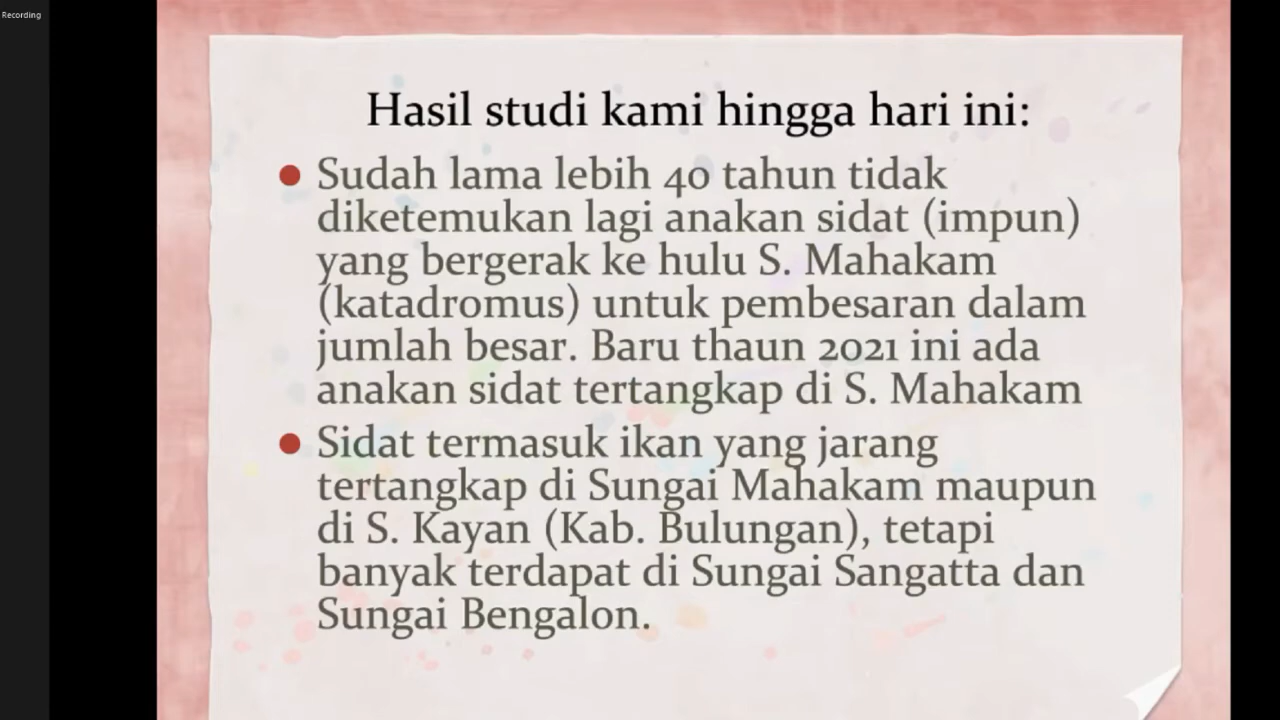 Recording
Hasil studi kami hingga hari ini:
Sudah lama lebih 40 tahun tidak
diketemukan lagi anakan sidat (impun)
yang bergerak ke hulu S. Mahakam
(katadromus) untuk pembesaran dalam
jumlah besar. Baru thaun 2021 ini ada
anakan sidat tertangkap di S. Mahakam
Sidat termasuk ikan yang jarang
tertangkap di Sungai Mahakam maupun
di S. Kayan (Kab. Bulungan), tetapi
banyak terdapat di Sungai Sangatta dan
Sungai Bengalon.